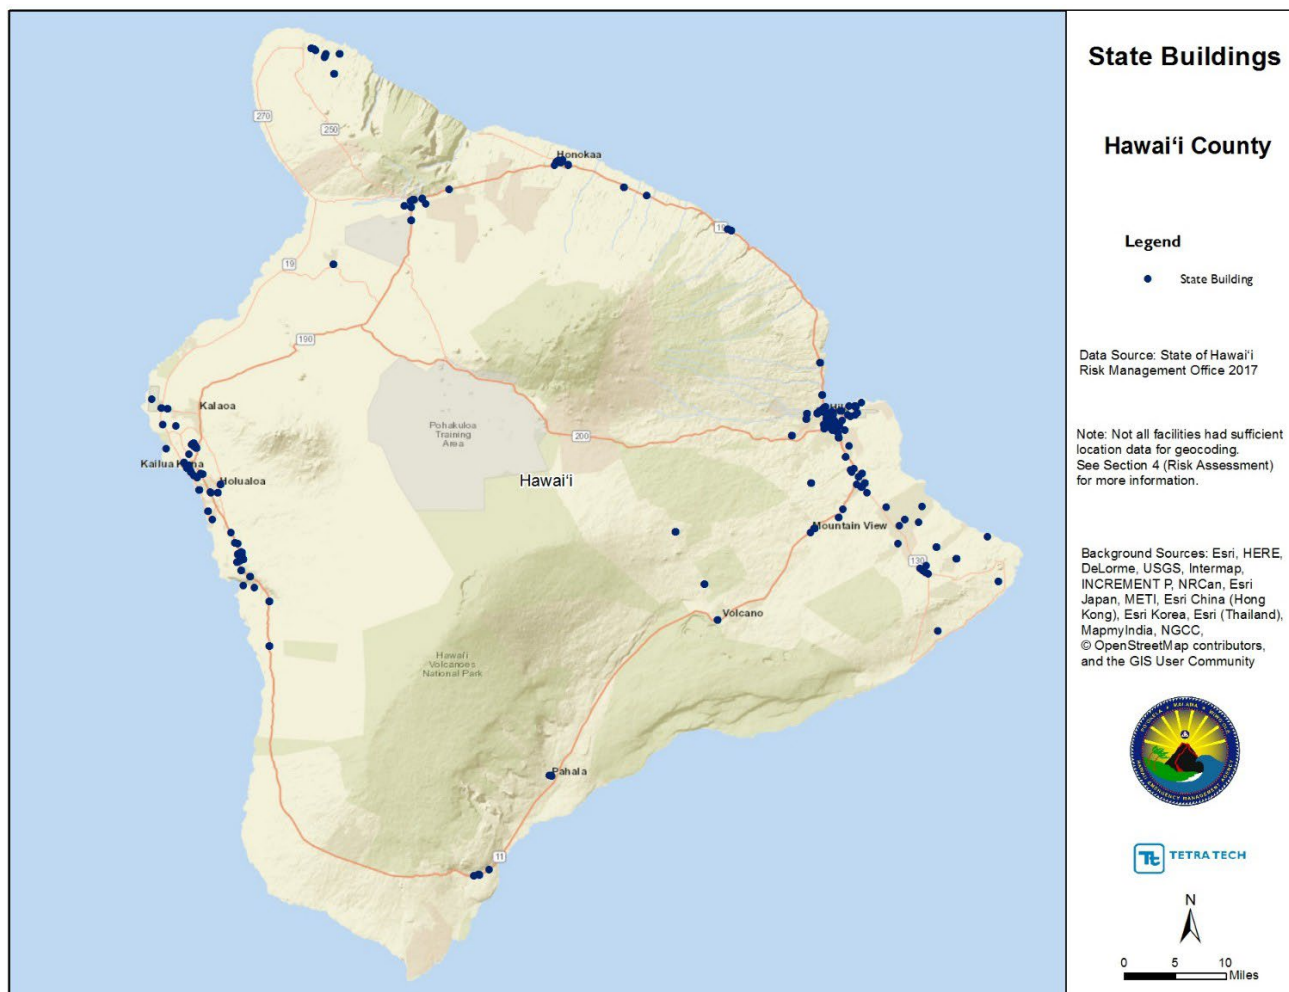 State Buildings
Hawai‘i County
Legend
State Building
Data Source: State of Hawai‘i
Risk Management Office 2017
Note: Not all facilities had sufficient
location data for geocoding.
See Section 4 (Risk Assessment)
for more information.
Background Sources: Esri, HERE,
DeLorme, USGS, Intermap,
INCREMENT P, NRCan, Esri
Japan, METI, Esri China (Hong
Kong), Esri Korea, Esri (Thailand),
MapmyIndia, NGCC,
© OpenStreetMap contributors,
and the GIS User Community
Tt TETRA TECH
N
0 5 10
Miles
270
250
Honokaa
19
190
Kalaoa
Pohakuloa
Training
Area
200
Kailua Kona
Holualoa
Hawai‘i
Mountain View
130
Volcano
Hawai‘i
Volcanoes
National Park
Pahala
11